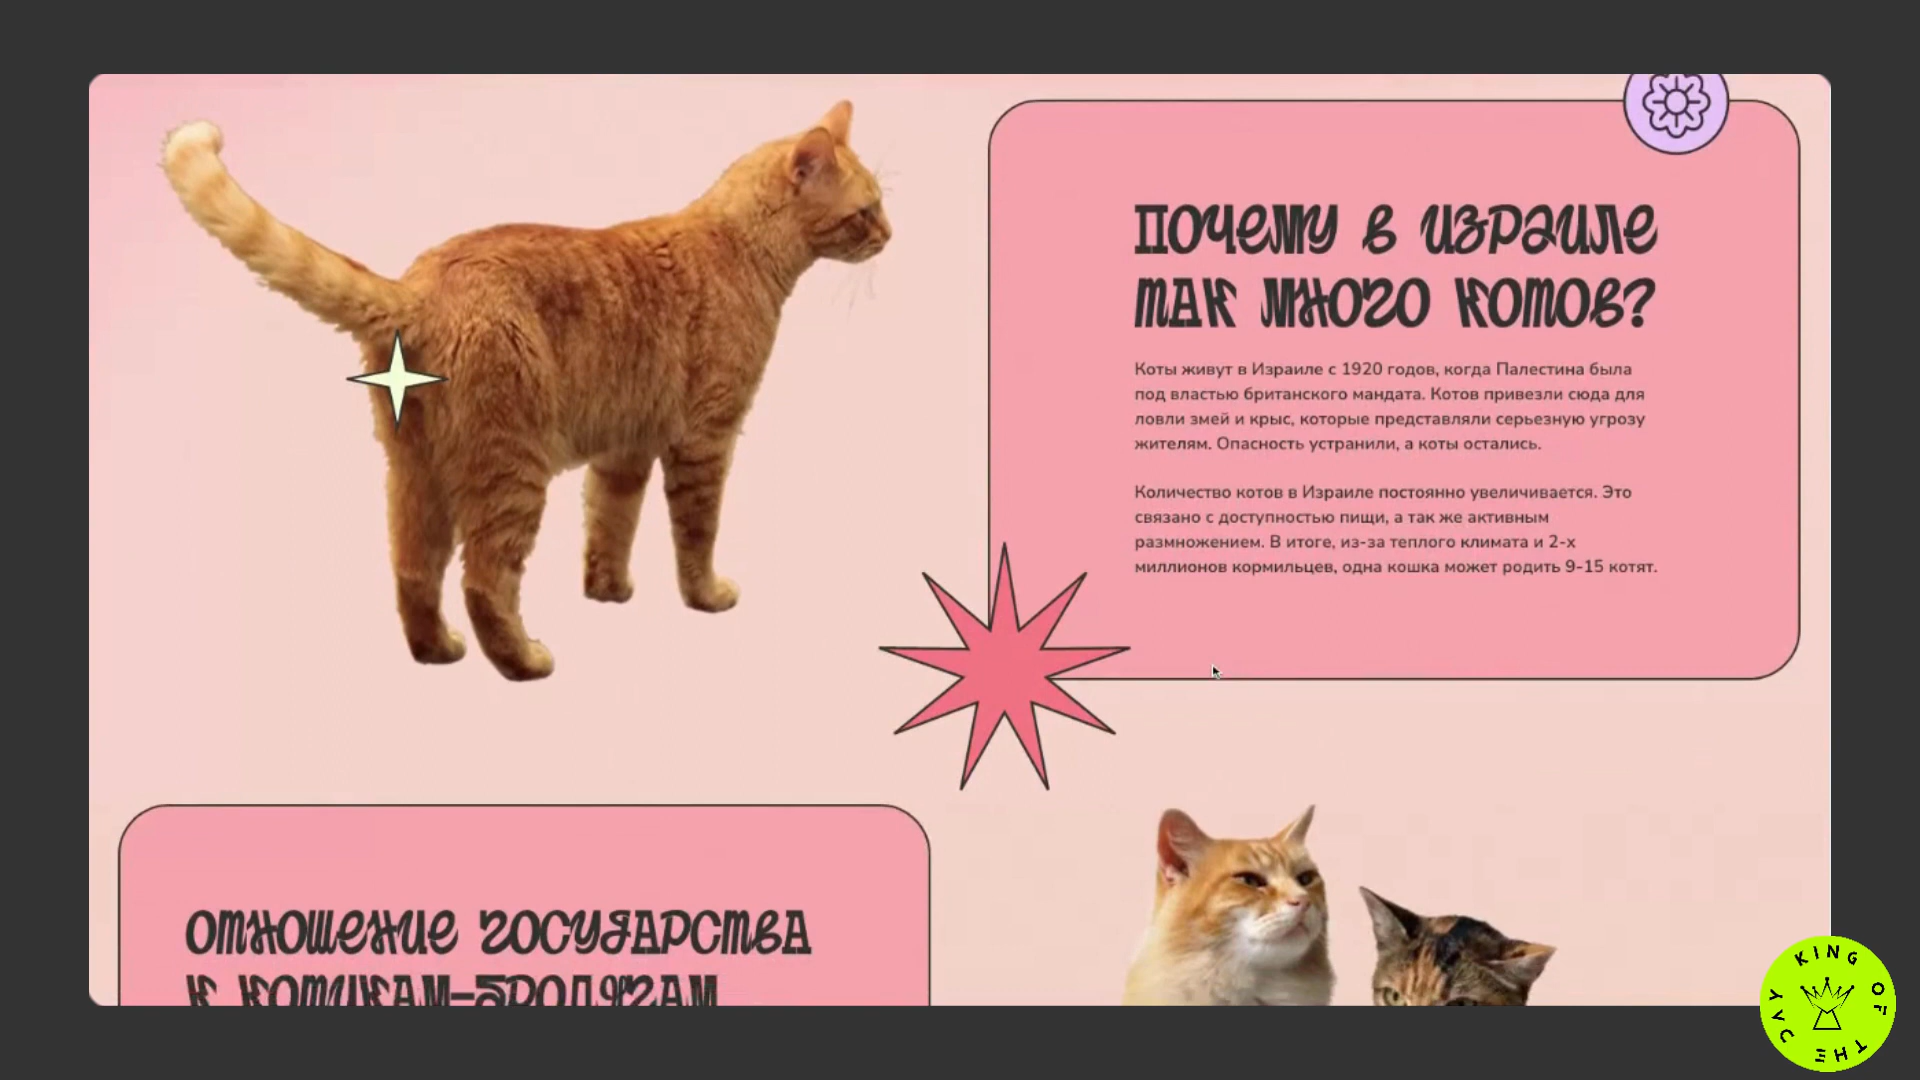 Почему в Израиле
так много котов?
Коты живут в Израиле с 1920 годов, когда Палестина была
под властью британского мандата. Котов привезли сюда для
ловли змей и крыс, которые представляли серьезную угрозу
жителям. Опасность устранили, а коты остались.
Количество котов в Израиле постоянно увеличивается. Это
связано с доступностью пищи, а так же активным
размножением. В итоге, из-за теплого климата и 2-х
миллионов кормильцев, одна кошка может родить 9-15 котят.
Отношение государства
к котикам-бродягам
KING OF THE DAY